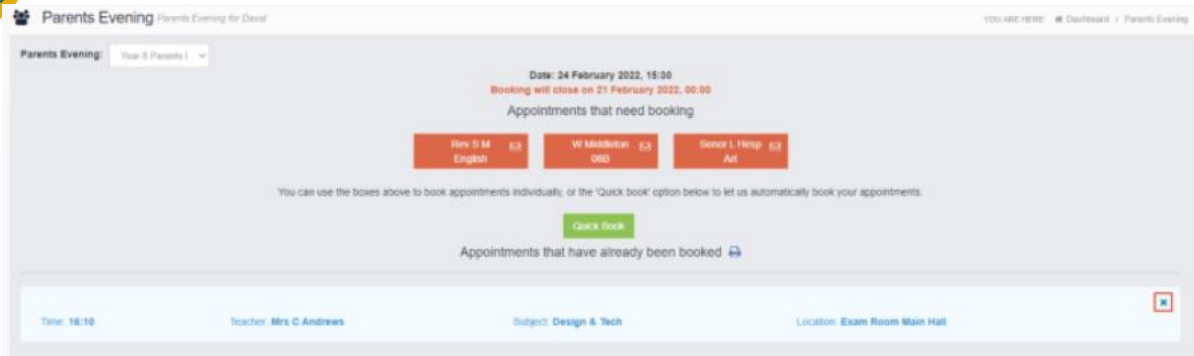 Parents Evening Parents Evening for David
YOU ARE HERE: Dashboard > Parents Evening
Parents Evening: Year 8 Parents
Date: 24 February 2022, 15:30
Booking will close on 21 February 2022, 00:00
Appointments that need booking
Rev S M
English
W Middleton
Senor L Hesp
Art
You can use the boxes above to book appointments individually, or the 'Quick book' option below to let us automatically book your appointments.
Quick Book
Appointments that have already been booked
Time: 16:10 Teacher: Mrs C Andrews Subject: Design & Tech Location: Exam Room Main Hall